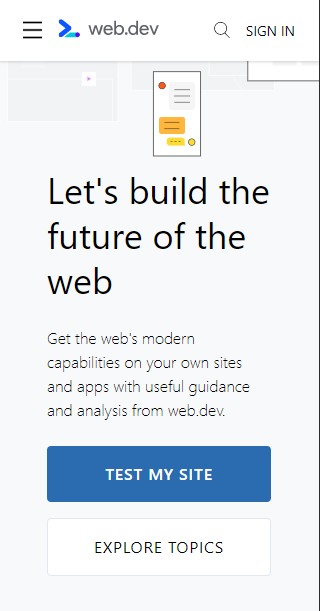 web.dev
SIGN IN
Let's build the
future of the
web
Get the web's modern
capabilities on your own sites
and apps with useful guidance
and analysis from web.dev.
TEST MY SITE
EXPLORE TOPICS